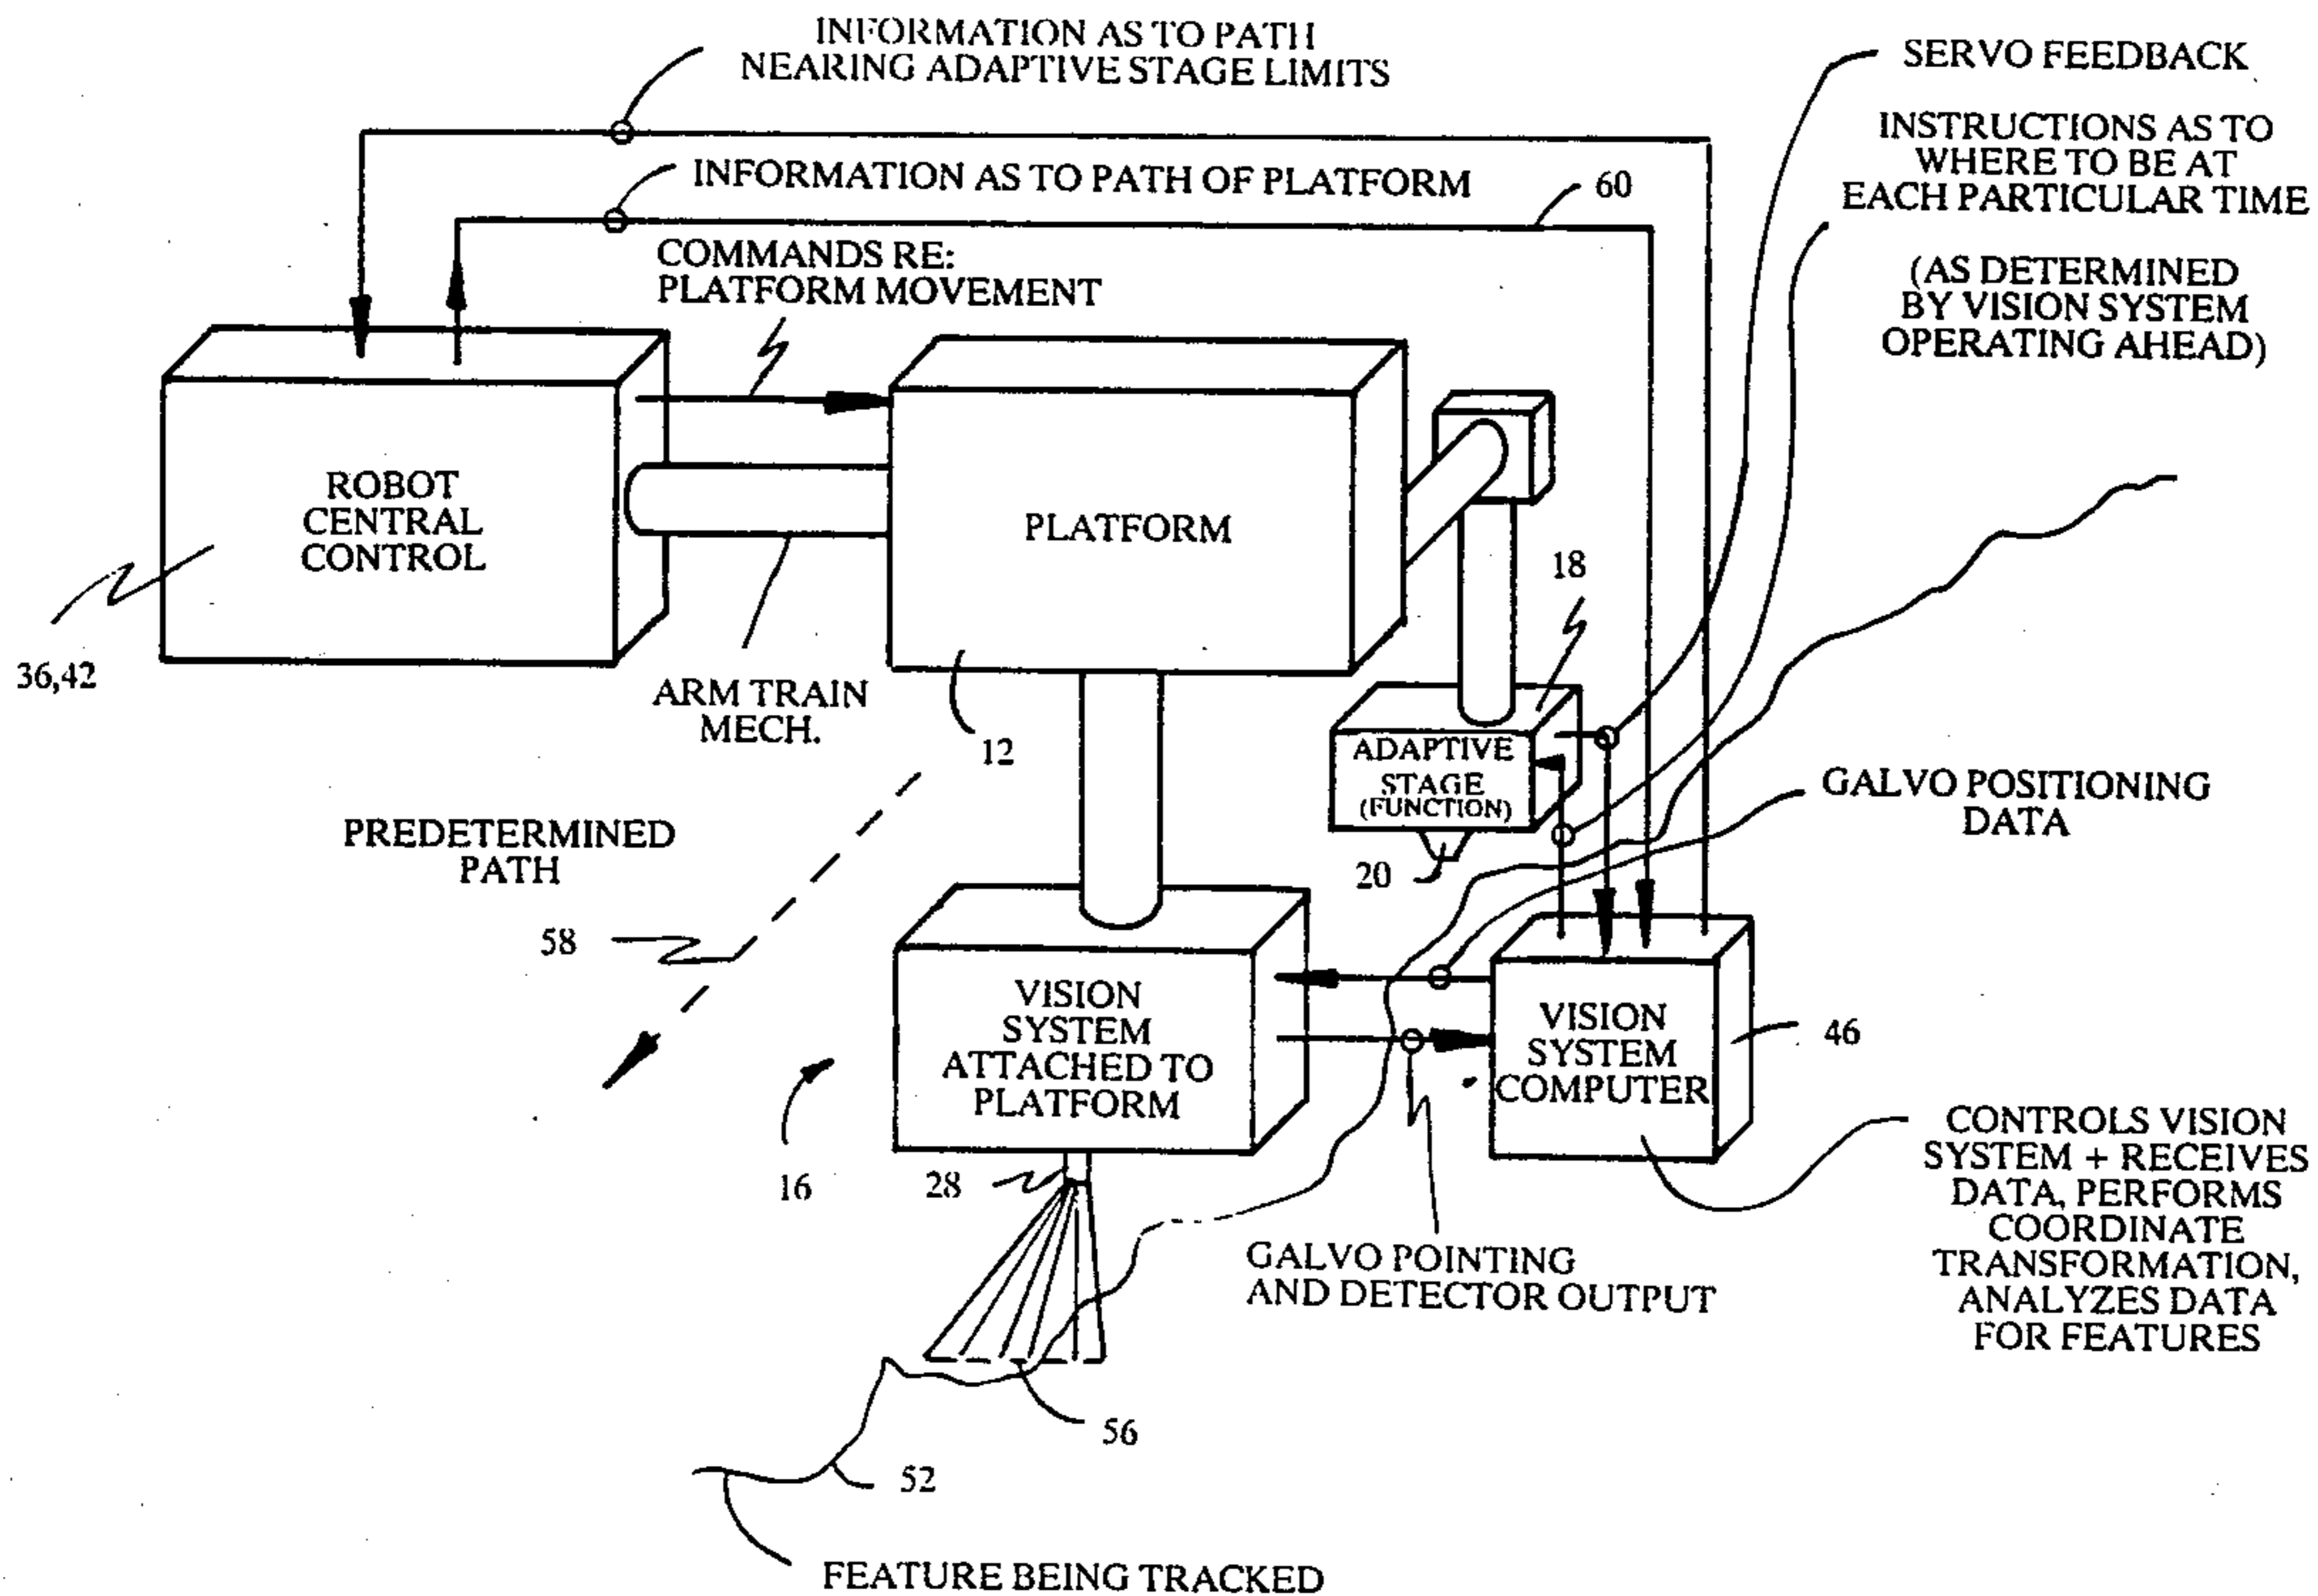 INFORMATION AS TO PATH
NEARING ADAPTIVE STAGE LIMITS
SERVO FEEDBACK
INSTRUCTIONS AS TO
WHERE TO BE AT
EACH PARTICULAR TIME
(AS DETERMINED
BY VISION SYSTEM
OPERATING AHEAD)
INFORMATION AS TO PATH OF PLATFORM
60
COMMANDS RE:
PLATFORM MOVEMENT
ROBOT
CENTRAL
CONTROL
36,42
ARM TRAIN
MECH.
PLATFORM
12
18
ADAPTIVE
STAGE
(FUNCTION)
20
GALVO POSITIONING
DATA
PREDETERMINED
PATH
58
VISION
SYSTEM
ATTACHED TO
PLATFORM
16
28
VISION
SYSTEM
COMPUTER
46
CONTROLS VISION
SYSTEM + RECEIVES
DATA, PERFORMS
COORDINATE
TRANSFORMATION,
ANALYZES DATA
FOR FEATURES
GALVO POINTING
AND DETECTOR OUTPUT
56
52
FEATURE BEING TRACKED